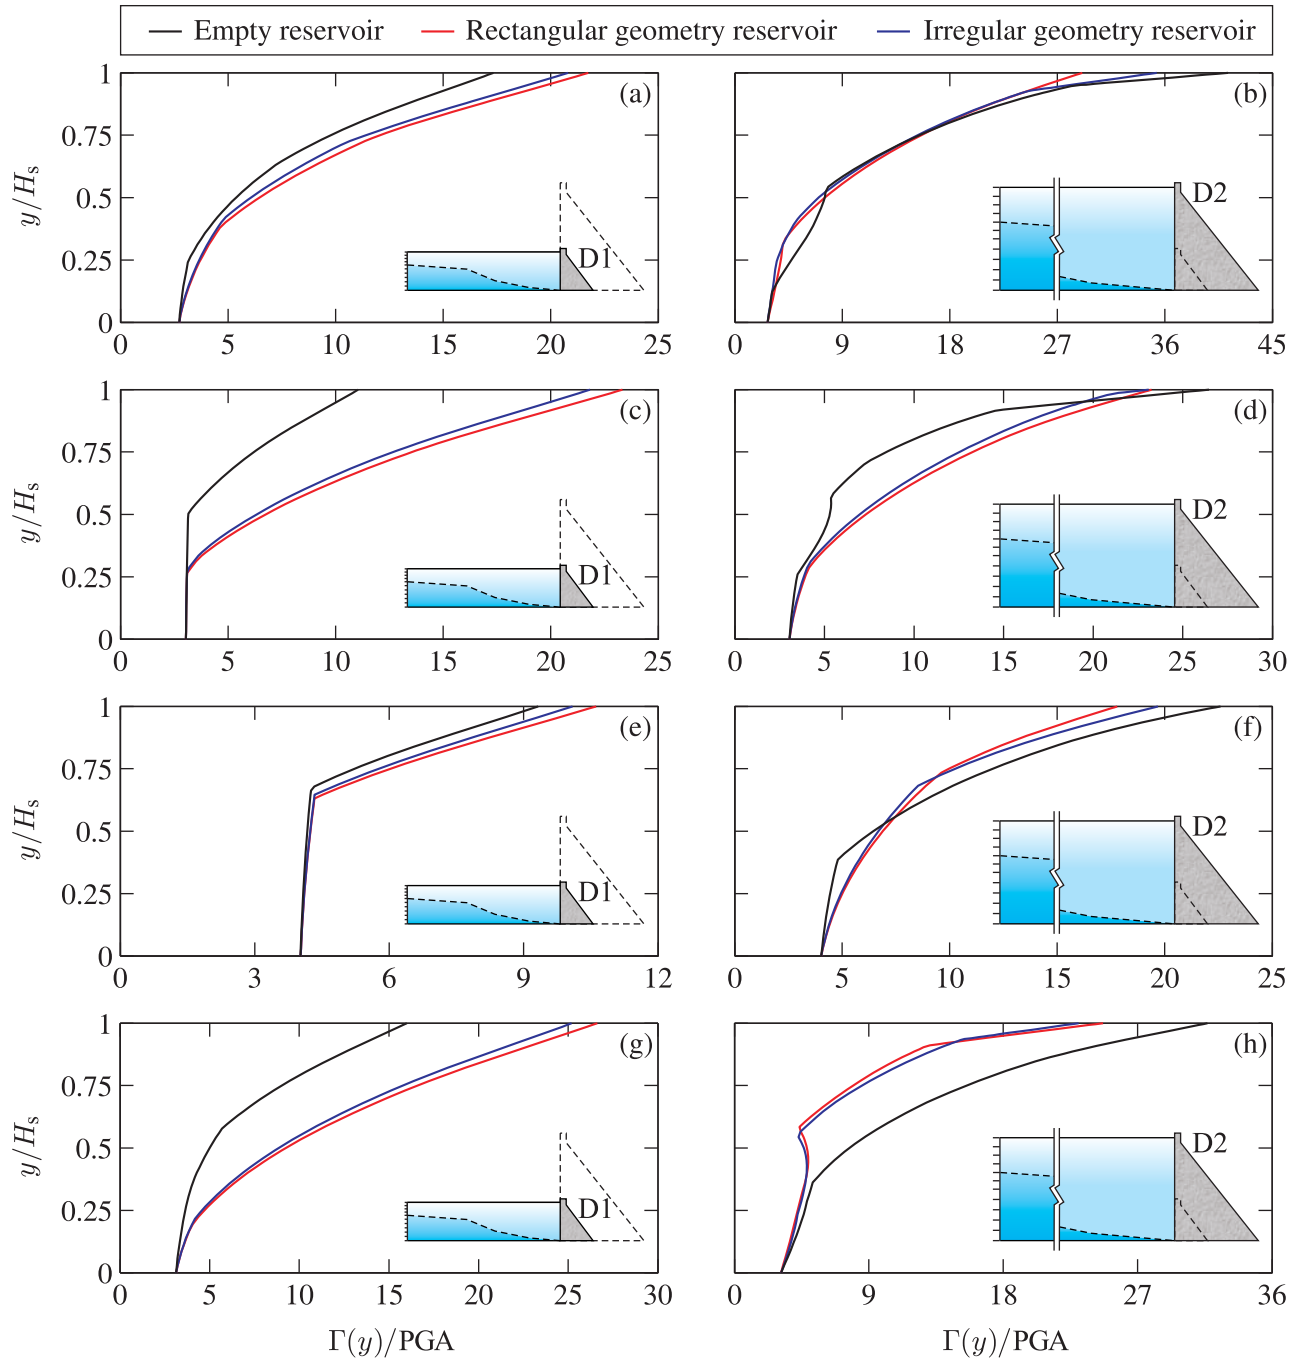 Empty reservoir Rectangular geometry reservoir Irregular geometry reservoir
1 (a) (b)
0.75
y/Hs 0.5 D2
0.25 D1
0
0 5 10 15 20 25 0 9 18 27 36 45
1 (c) (d)
0.75
y/Hs 0.5 D2
0.25 D1
0
0 5 10 15 20 25 0 5 10 15 20 25 30
1 (e) (f)
0.75
y/Hs 0.5 D2
0.25 D1
0
0 3 6 9 12 0 5 10 15 20 25
1 (g) (h)
0.75
y/Hs 0.5 D2
0.25 D1
0
0 5 10 15 20 25 30 0 9 18 27 36
Γ(y)/PGA Γ(y)/PGA